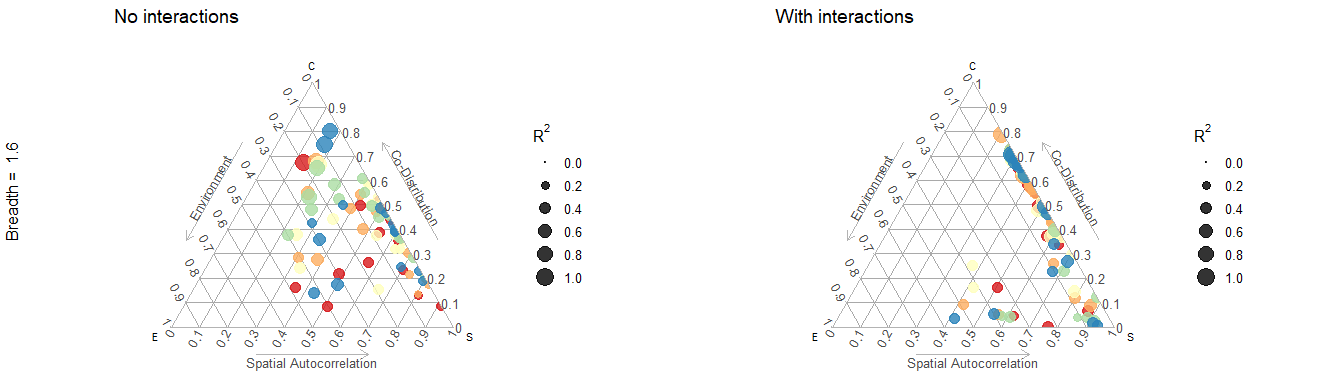 No interactions
With interactions
Breadth = 1.6
C
0 1
0.1 0.9
0.2 0.8
0.3 0.7
0.4 0.6
0.5 0.5
0.6 0.4
0.7 0.3
0.8 0.2
0.9 0.1
1 0
E
S
0 0.1 0.2 0.3 0.4 0.5 0.6 0.7 0.8 0.9 1
Environment
Co-Distribution
Spatial Autocorrelation
R2
0.0
0.2
0.4
0.6
0.8
1.0
C
0 1
0.1 0.9
0.2 0.8
0.3 0.7
0.4 0.6
0.5 0.5
0.6 0.4
0.7 0.3
0.8 0.2
0.9 0.1
1 0
E
S
0 0.1 0.2 0.3 0.4 0.5 0.6 0.7 0.8 0.9 1
Environment
Co-Distribution
Spatial Autocorrelation
R2
0.0
0.2
0.4
0.6
0.8
1.0